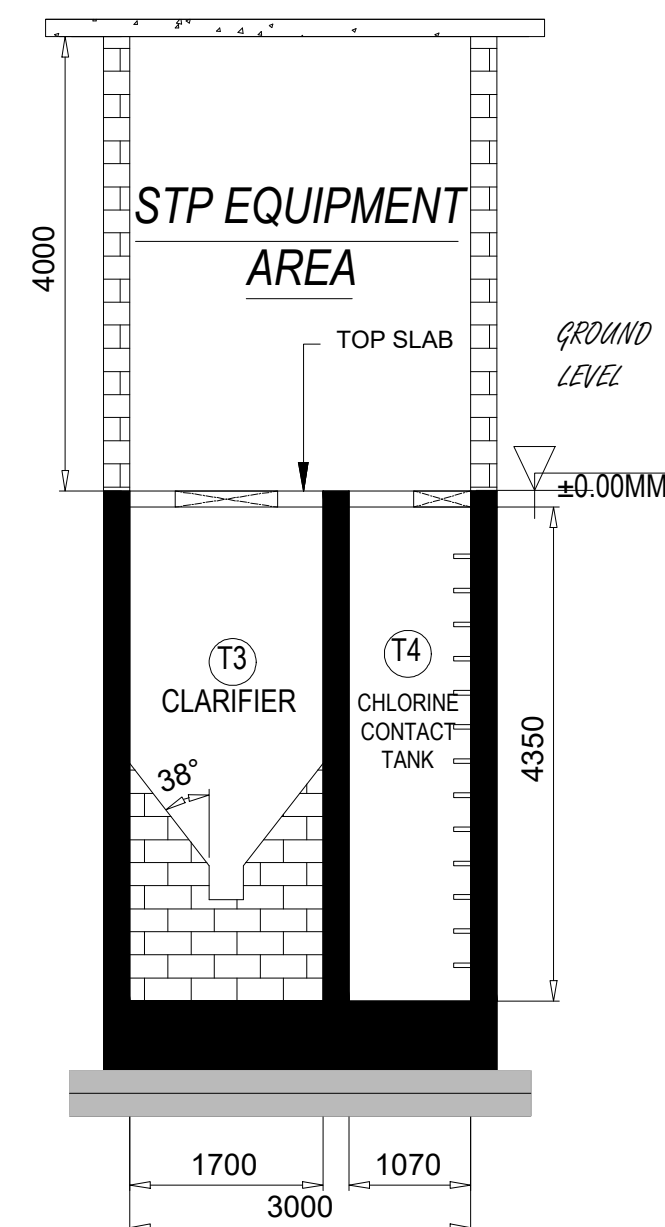 4000
STP EQUIPMENT
AREA
TOP SLAB
GROUND
LEVEL
±0.00MM
T3
CLARIFIER
T4
CHLORINE
CONTACT
TANK
38°
4350
1700
1070
3000